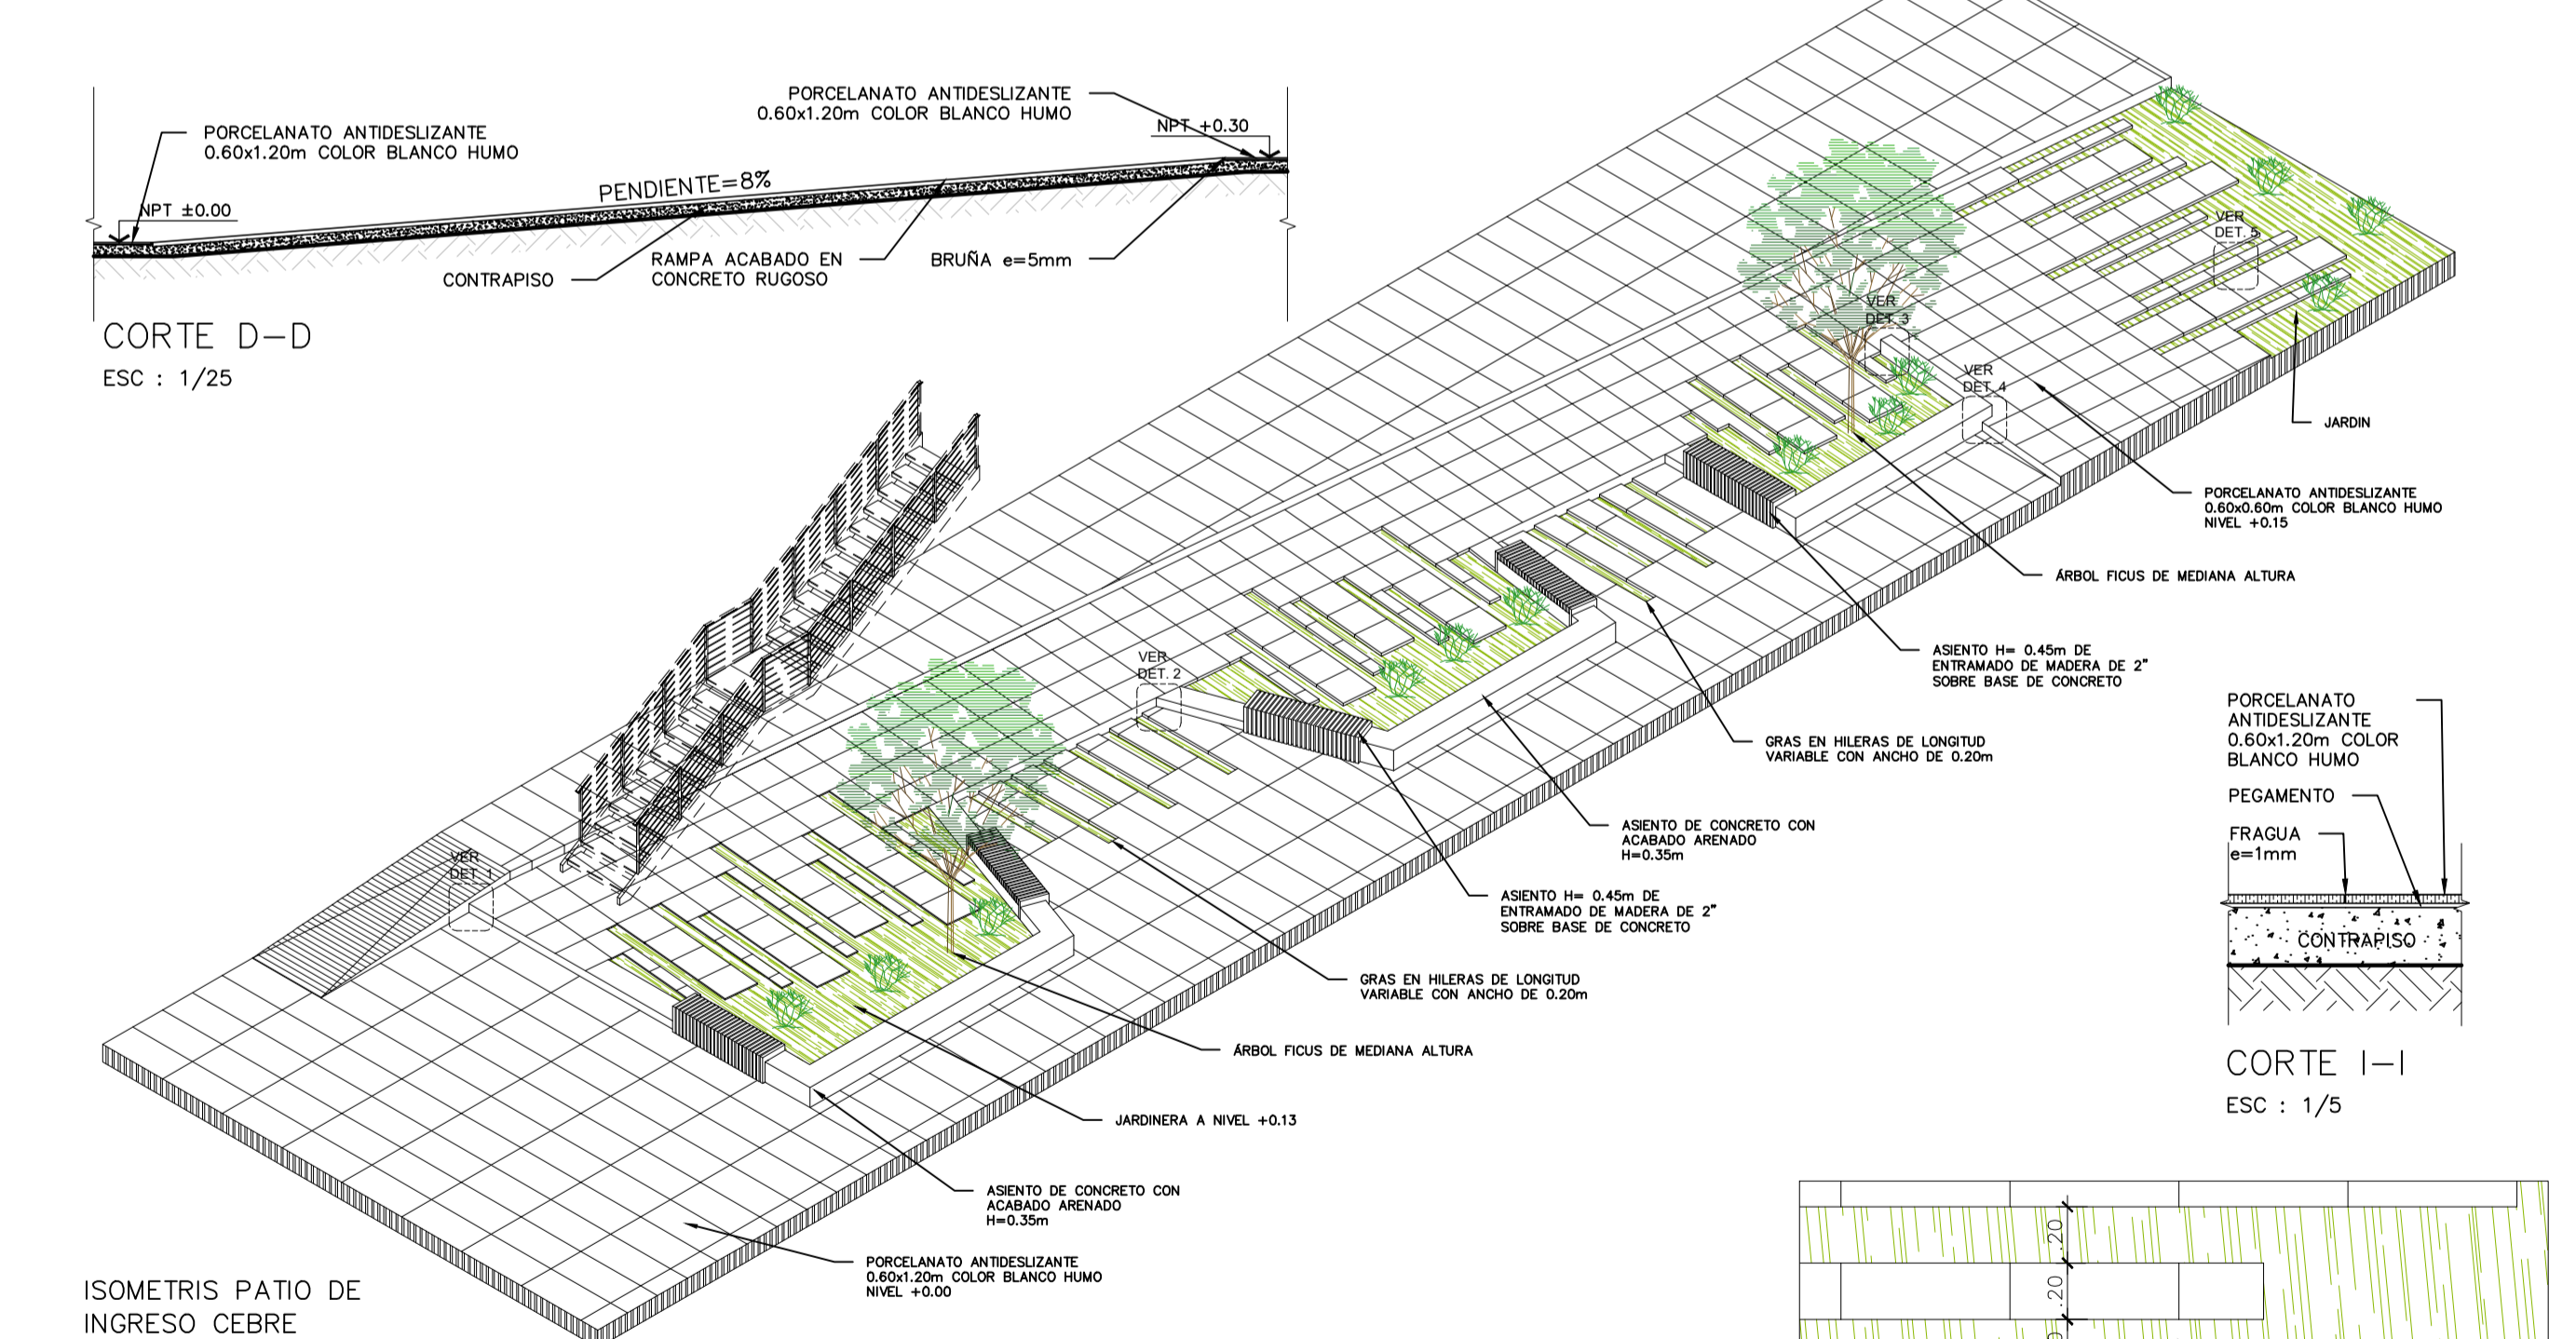 PORCELANATO ANTIDESLIZANTE
0.60x1.20m COLOR BLANCO HUMO
NPT ±0.00
PENDIENTE=8%
PORCELANATO ANTIDESLIZANTE
0.60x1.20m COLOR BLANCO HUMO
NPT +0.30
CONTRAPISO
RAMPA ACABADO EN
CONCRETO RUGOSO
BRUÑA e=5mm
CORTE D-D
ESC : 1/25
VER
DET. 5
VER
DET. 3
VER
DET. 4
JARDIN
PORCELANATO ANTIDESLIZANTE
0.60x0.60m COLOR BLANCO HUMO
NIVEL +0.15
ÁRBOL FICUS DE MEDIANA ALTURA
ASIENTO H= 0.45m DE
ENTRAMADO DE MADERA DE 2"
SOBRE BASE DE CONCRETO
VER
DET. 2
GRAS EN HILERAS DE LONGITUD
VARIABLE CON ANCHO DE 0.20m
ASIENTO DE CONCRETO CON
ACABADO ARENADO
H=0.35m
ASIENTO H= 0.45m DE
ENTRAMADO DE MADERA DE 2"
SOBRE BASE DE CONCRETO
VER
DET. 1
GRAS EN HILERAS DE LONGITUD
VARIABLE CON ANCHO DE 0.20m
ÁRBOL FICUS DE MEDIANA ALTURA
JARDINERA A NIVEL +0.13
ASIENTO DE CONCRETO CON
ACABADO ARENADO
H=0.35m
PORCELANATO ANTIDESLIZANTE
0.60x1.20m COLOR BLANCO HUMO
NIVEL +0.00
ISOMETRIS PATIO DE
INGRESO CEBRE
PORCELANATO
ANTIDESLIZANTE
0.60x1.20m COLOR
BLANCO HUMO
PEGAMENTO
FRAGUA
e=1mm
CONTRAPISO
CORTE I-I
ESC : 1/5
.20
.20